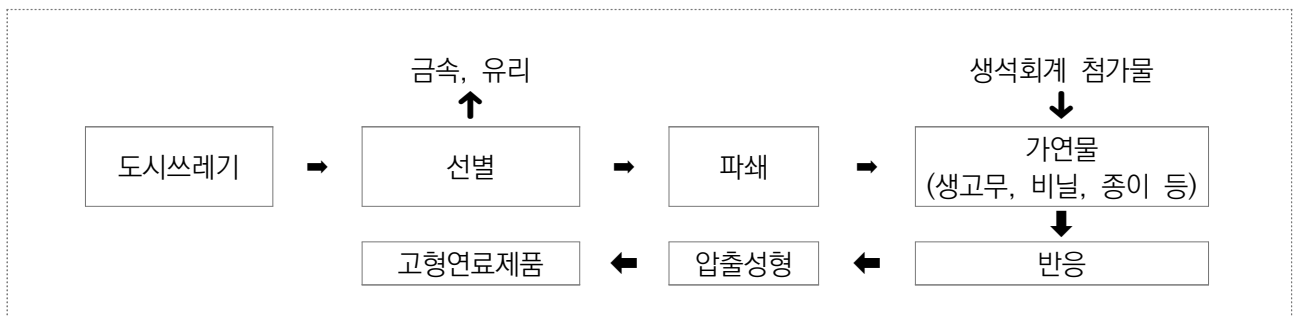 금속, 유리
생석회계 첨가물
도시쓰레기
선별
파쇄
가연물
(생고무, 비닐, 종이 등)
고형연료제품
압출성형
반응